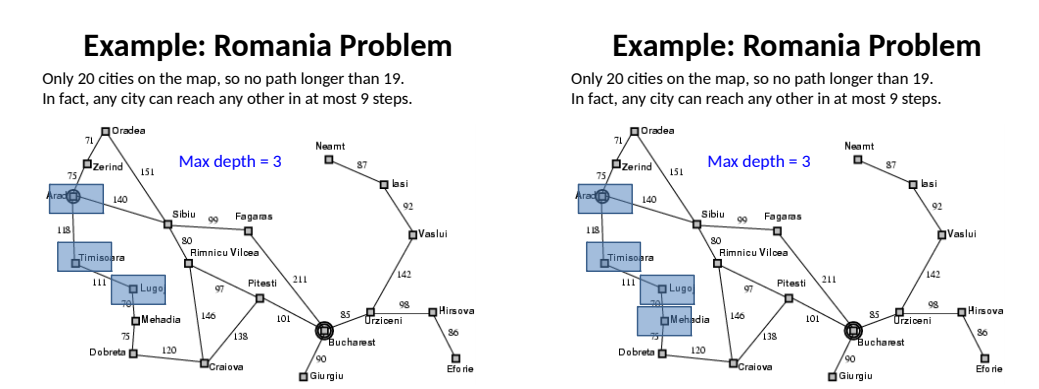 Example: Romania Problem
Only 20 cities on the map, so no path longer than 19.
In fact, any city can reach any other in at most 9 steps.
Oradea
71
Neamt
Max depth = 3
Zerind
87
151
75
Iasi
Arad
140
92
Sibiu
99
Fagaras
118
Vaslui
80
Timisoara
Rimnicu Vilcea
111
Lugoj
97
Pitesti
211
142
70
98
Hirsova
146
85
Mehadia
101
Urziceni
75
138
86
Bucharest
Dobreta
120
90
Craiova
Eforie
Giurgiu
Example: Romania Problem
Only 20 cities on the map, so no path longer than 19.
In fact, any city can reach any other in at most 9 steps.
Oradea
71
Neamt
Max depth = 3
Zerind
87
151
75
Iasi
Arad
140
92
Sibiu
99
Fagaras
118
Vaslui
80
Timisoara
Rimnicu Vilcea
111
Lugoj
97
Pitesti
211
142
70
98
Hirsova
146
85
Mehadia
101
Urziceni
75
138
86
Bucharest
Dobreta
120
90
Craiova
Eforie
Giurgiu